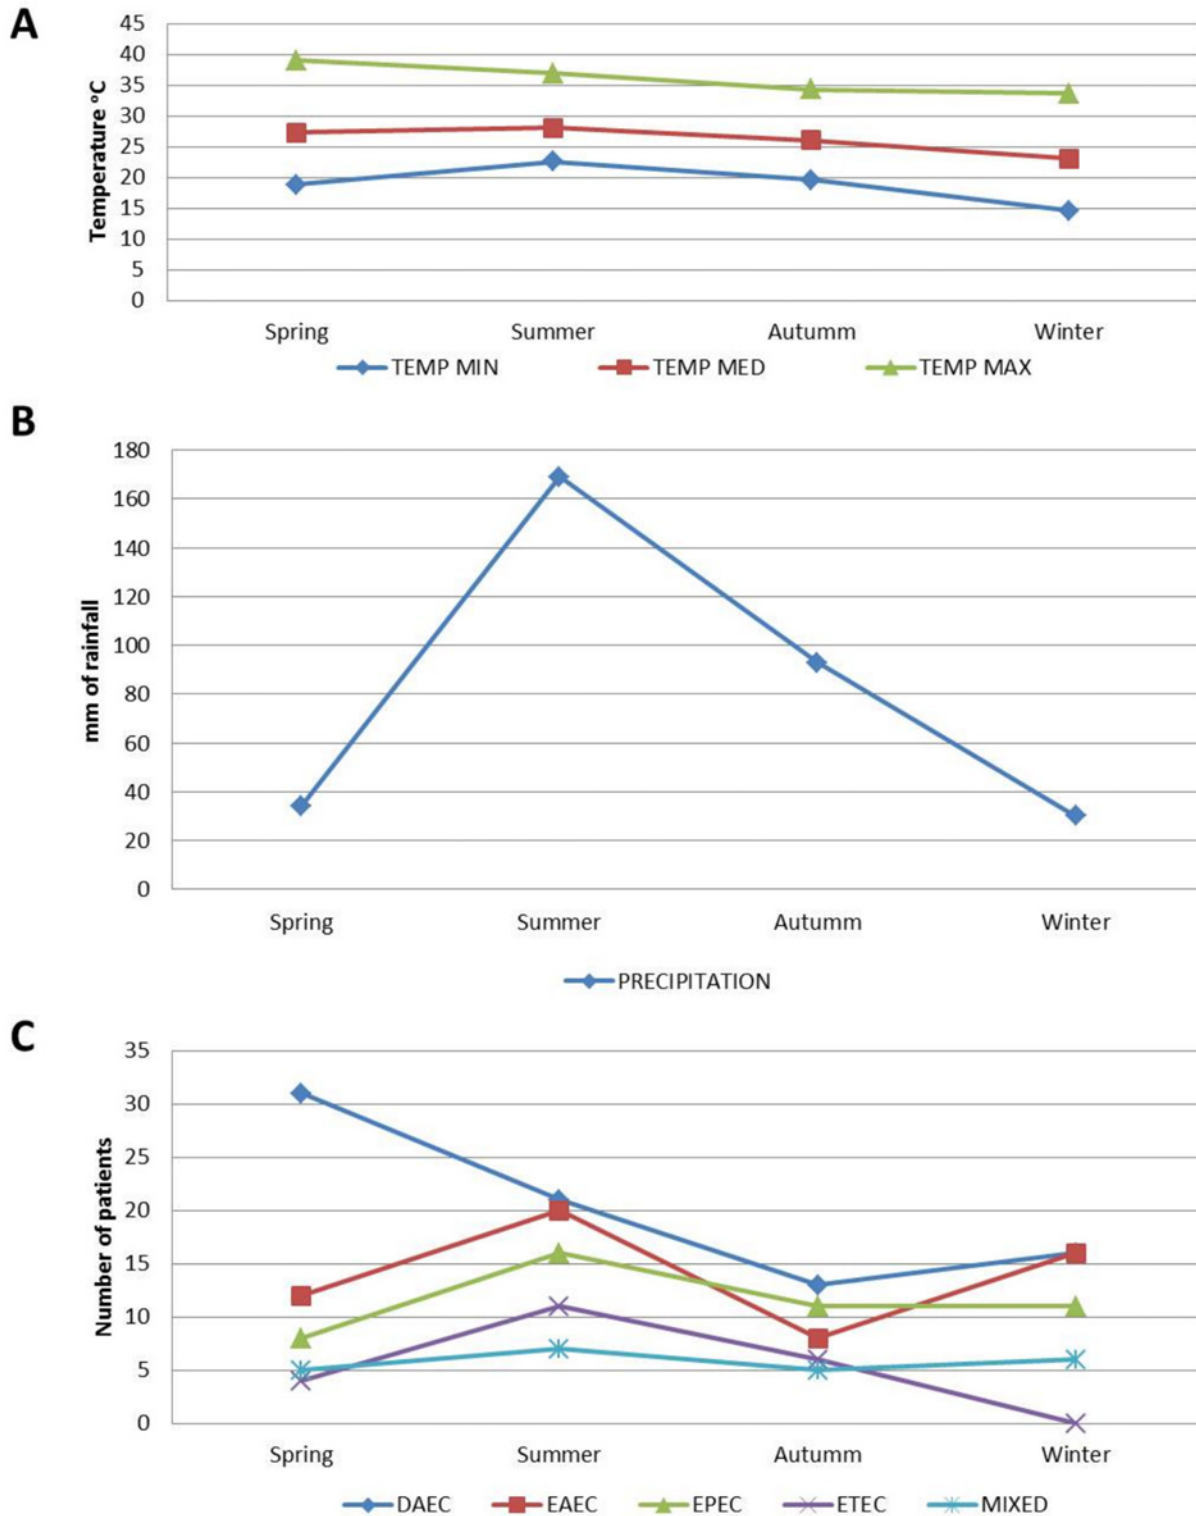 A
45
40
35
30
25
20
15
10
5
0
Temperature °C
Spring Summer Autumm Winter
TEMP MIN TEMP MED TEMP MAX
B
180
160
140
120
100
80
60
40
20
0
mm of rainfall
Spring Summer Autumm Winter
PRECIPITATION
C
35
30
25
20
15
10
5
0
Number of patients
Spring Summer Autumm Winter
DAEC EAEC EPEC ETEC MIXED